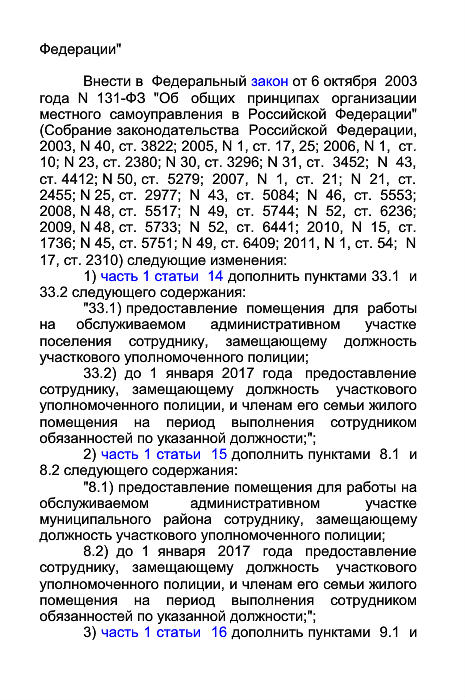 Федерации"
Внести в Федеральный закон от 6 октября 2003
года N 131-ФЗ "Об общих принципах организации
местного самоуправления в Российской Федерации"
(Собрание законодательства Российской Федерации,
2003, N 40, ст. 3822; 2005, N 1, ст. 17, 25; 2006, N 1, ст.
10; N 23, ст. 2380; N 30, ст. 3296; N 31, ст. 3452; N 43,
ст. 4412; N 50, ст. 5279; 2007, N 1, ст. 21; N 21, ст.
2455; N 25, ст. 2977; N 43, ст. 5084; N 46, ст. 5553;
2008, N 48, ст. 5517; N 49, ст. 5744; N 52, ст. 6236;
2009, N 48, ст. 5733; N 52, ст. 6441; 2010, N 15, ст.
1736; N 45, ст. 5751; N 49, ст. 6409; 2011, N 1, ст. 54; N
17, ст. 2310) следующие изменения:
1) часть 1 статьи 14 дополнить пунктами 33.1 и
33.2 следующего содержания:
"33.1) предоставление помещения для работы
на обслуживаемом административном участке
поселения сотруднику, замещающему должность
участкового уполномоченного полиции;
33.2) до 1 января 2017 года предоставление
сотруднику, замещающему должность участкового
уполномоченного полиции, и членам его семьи жилого
помещения на период выполнения сотрудником
обязанностей по указанной должности;";
2) часть 1 статьи 15 дополнить пунктами 8.1 и
8.2 следующего содержания:
"8.1) предоставление помещения для работы на
обслуживаемом административном участке
муниципального района сотруднику, замещающему
должность участкового уполномоченного полиции;
8.2) до 1 января 2017 года предоставление
сотруднику, замещающему должность участкового
уполномоченного полиции, и членам его семьи жилого
помещения на период выполнения сотрудником
обязанностей по указанной должности;";
3) часть 1 статьи 16 дополнить пунктами 9.1 и